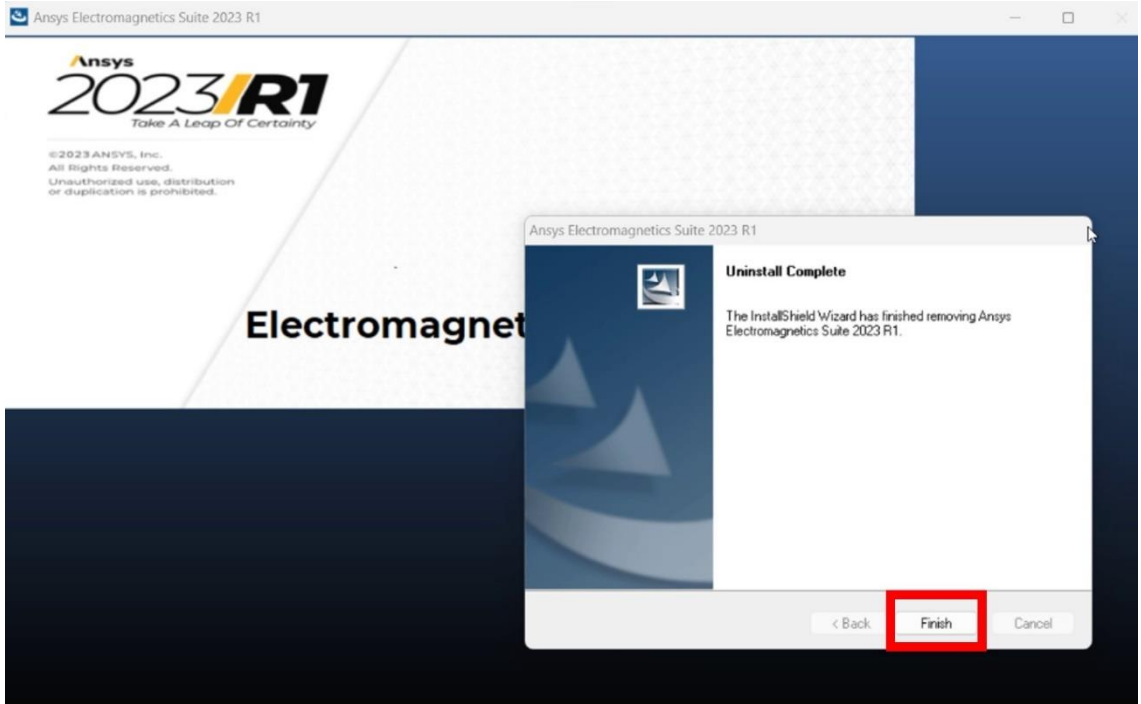 Ansys Electromagnetics Suite 2023 R1
Ansys
2023/R1
Take A Leap Of Certainty
©2023 ANSYS, Inc.
All Rights Reserved.
Unauthorized use, distribution
or duplication is prohibited.
Electromagnet
Ansys Electromagnetics Suite 2023 R1
Uninstall Complete
The InstallShield Wizard has finished removing Ansys
Electromagnetics Suite 2023 R1.
< Back Finish Cancel